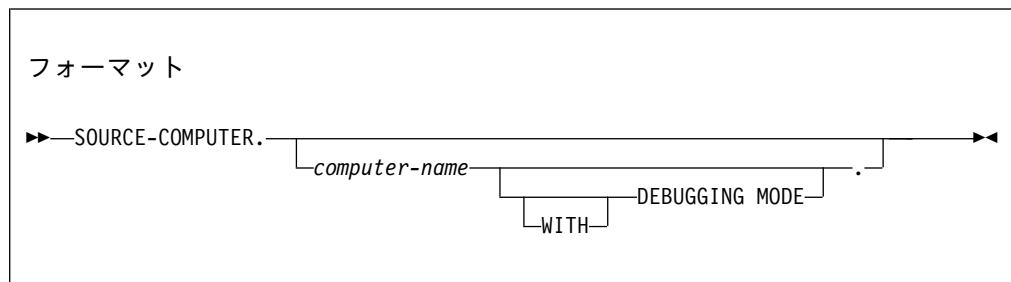 フォーマット
SOURCE-COMPUTER.
computer-name .
DEBUGGING MODE
WITH